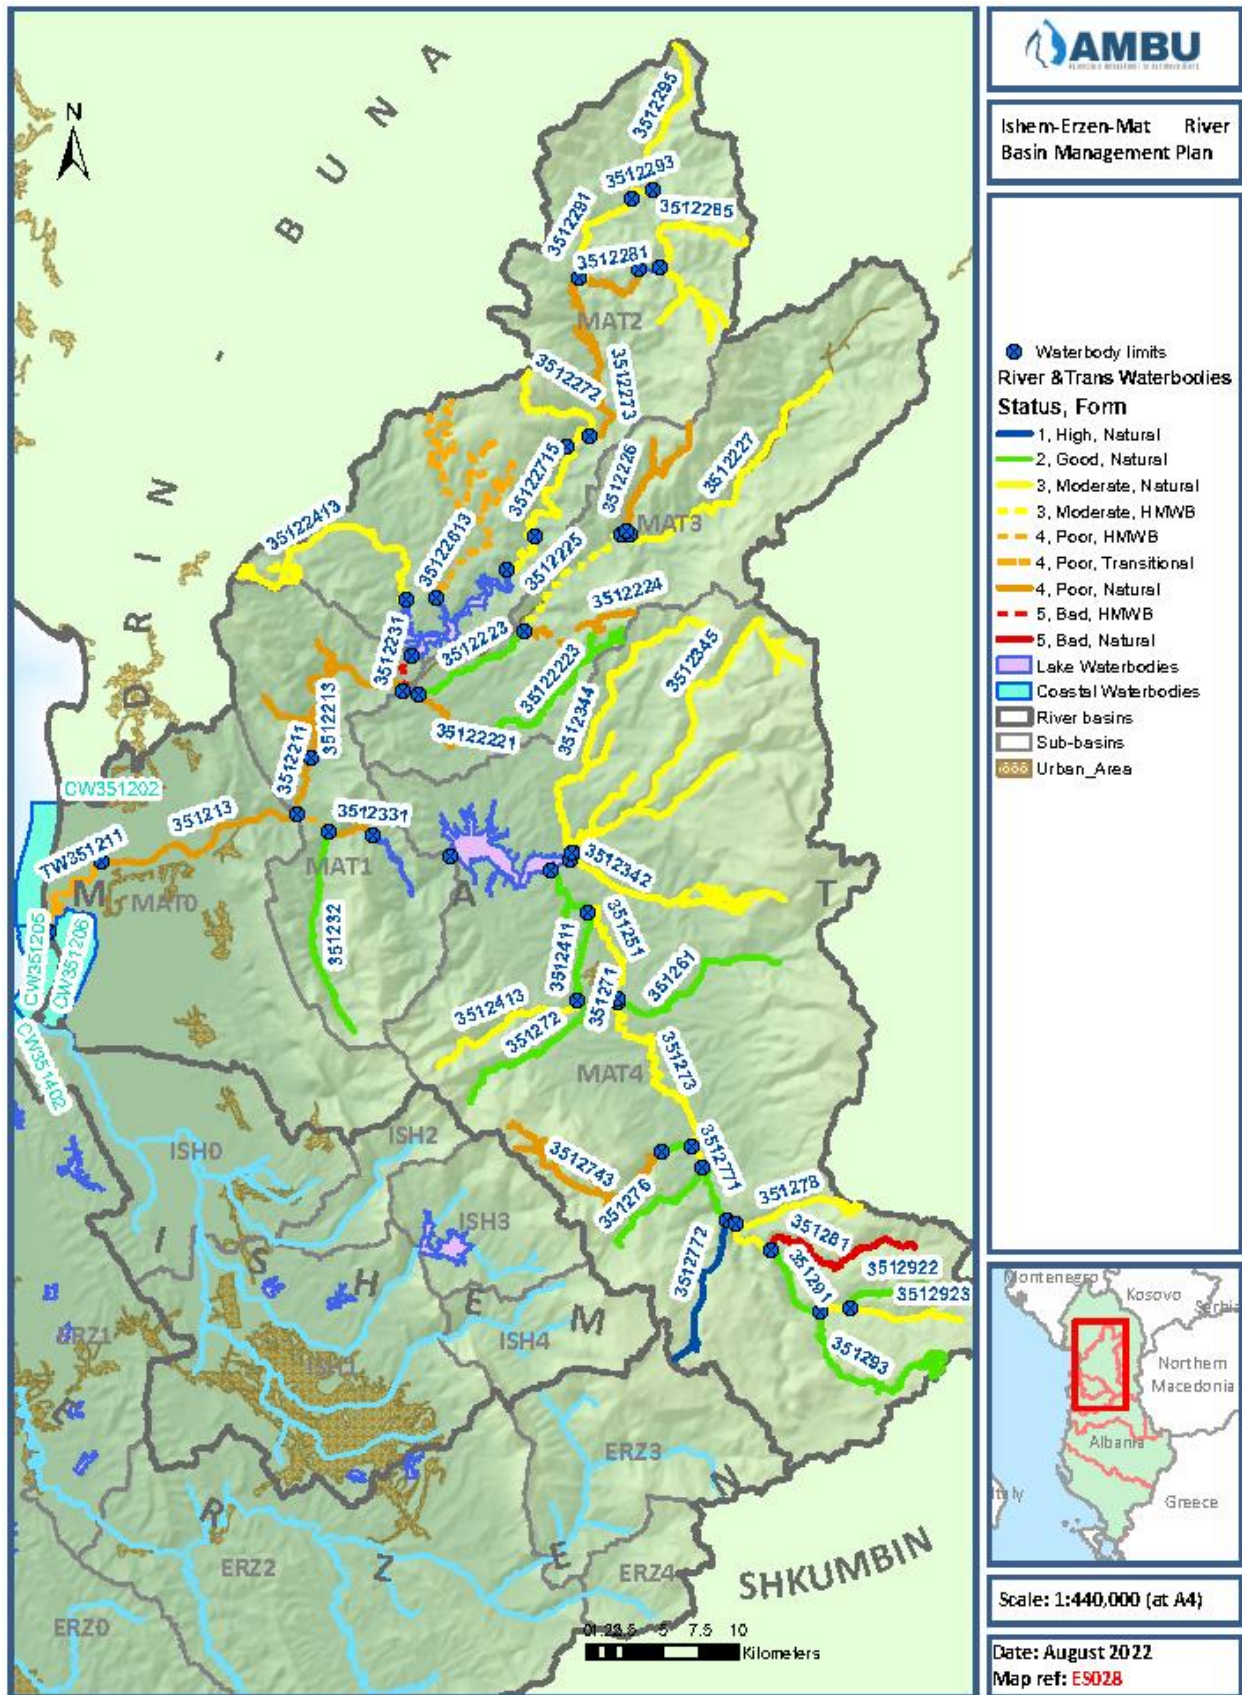 N
BUNA
-
DRIN
MAT
ISHEM
ERZEN
SHKUMBIN
3512295
3512293
3512291
3512285
3512281
MAT2
3512272
3512273
35122715
3512226
3512227
MAT3
35122413
35122613
3512225
3512224
3512231
3512223
35122223
3512345
3512344
35122221
3512213
3512211
CW351202
351213
3512331
TW351211
MAT1
MAT0
3512342
351251
3512411
351232
CW351205
CW351206
351261
351271
3512413
351272
CW351402
351273
MAT4
ISH2
ISH0
3512743
3512771
351276
351278
ISH3
351281
3512772
3512922
351291
3512923
ISH4
ERZ1
ISH1
351293
ERZ3
ERZ2
ERZ4
ERZ0
5 7.5 10
Kilometers
AMBU
Ishem-Erzen-Mat River
Basin Management Plan
Waterbody limits
River &Trans Waterbodies
Status, Form
1, High, Natural
2, Good, Natural
3, Moderate, Natural
3, Moderate, HMWB
4, Poor, HMWB
4, Poor, Transitional
4, Poor, Natural
5, Bad, HMWB
5, Bad, Natural
Lake Waterbodies
Coastal Waterbodies
River basins
Sub-basins
Urban_Area
Montenegro
Kosovo
Serbia
Northern
Macedonia
Albania
Italy
Greece
Scale: 1:440,000 (at A4)
Date: August 2022
Map ref: ES028